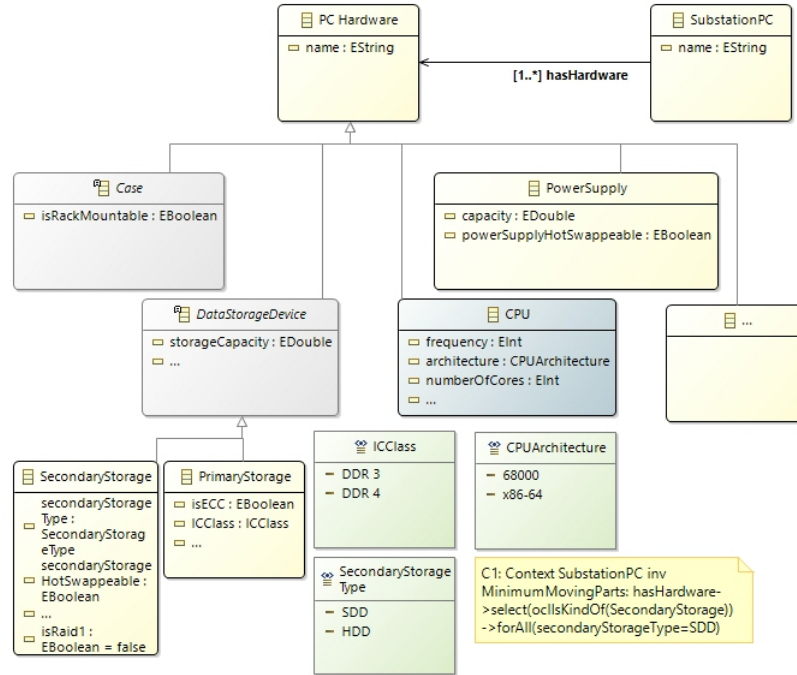 PC Hardware
name : EString
SubstationPC
name : EString
[1..*] hasHardware
Case
isRackMountable : EBoolean
PowerSupply
capacity : EDouble
powerSupplyHotSwappeable : EBoolean
DataStorageDevice
storageCapacity : EDouble
...
CPU
frequency : EInt
architecture : CPUArchitecture
numberOfCores : EInt
...
...
SecondaryStorage
secondaryStorage
Type :
SecondaryStorag
eType
secondaryStorage
HotSwappeable :
EBoolean
...
isRaid1 :
EBoolean = false
PrimaryStorage
isECC : EBoolean
ICClass : ICClass
...
ICClass
DDR 3
DDR 4
CPUArchitecture
68000
x86-64
SecondaryStorage
Type
SDD
HDD
C1: Context SubstationPC inv
MinimumMovingParts: hasHardware-
>select(oclIsKindOf(SecondaryStorage))
->forAll(secondaryStorageType=SDD)